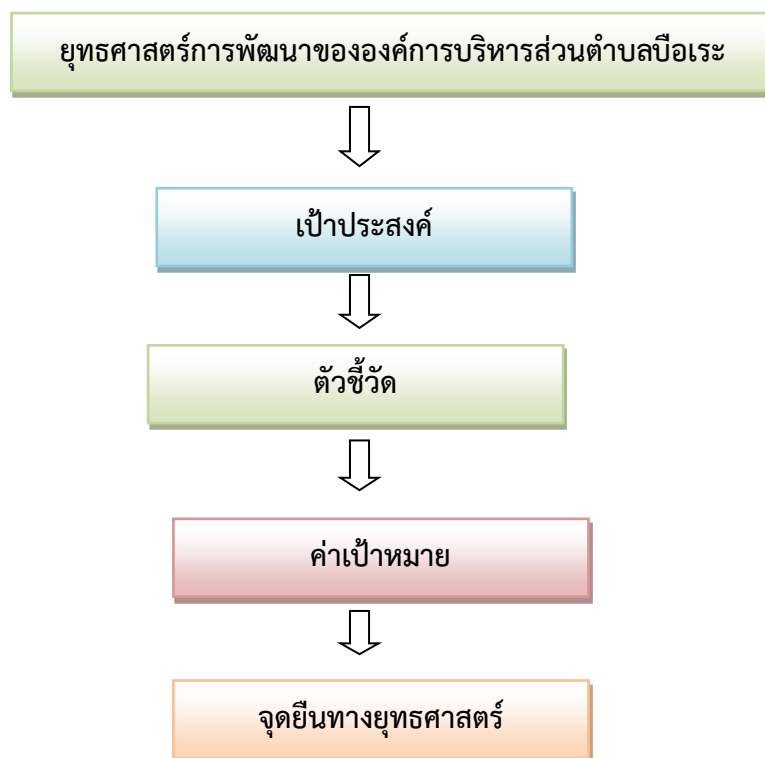 ยุทธศาสตร์การพัฒนาขององค์การบริหารส่วนตำบลบือเระ
เป้าประสงค์
ตัวชี้วัด
ค่าเป้าหมาย
จุดยืนทางยุทธศาสตร์